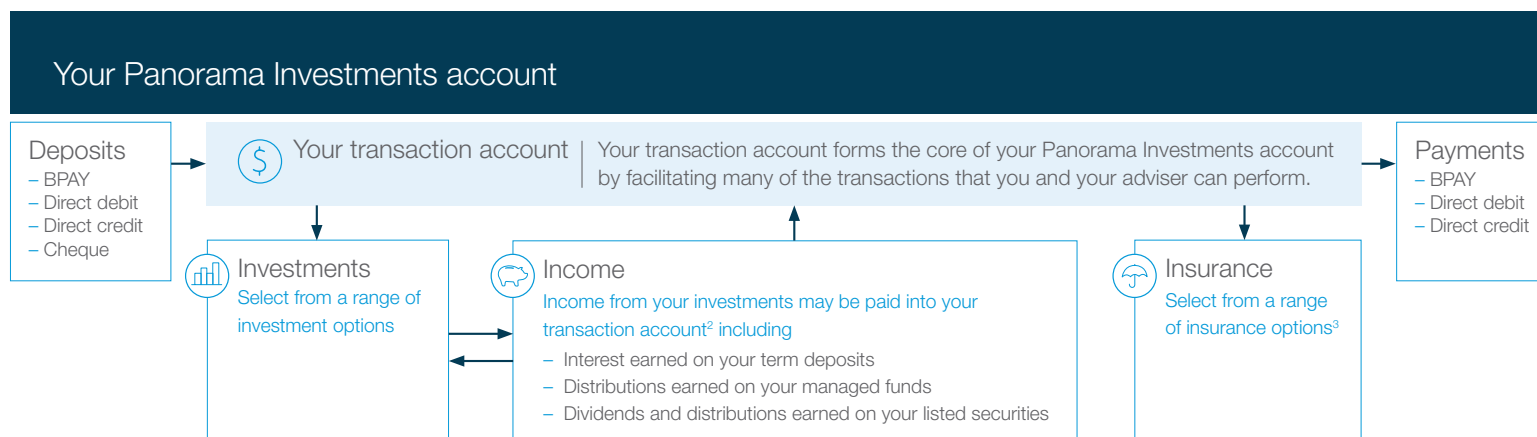 Your Panorama Investments account
Deposits
– BPAY
– Direct debit
– Direct credit
– Cheque
$
Your transaction account
Your transaction account forms the core of your Panorama Investments account
by facilitating many of the transactions that you and your adviser can perform.
Payments
– BPAY
– Direct debit
– Direct credit
Investments
Select from a range of
investment options
Income
Income from your investments may be paid into your
transaction account² including
– Interest earned on your term deposits
– Distributions earned on your managed funds
– Dividends and distributions earned on your listed securities
Insurance
Select from a range
of insurance options³